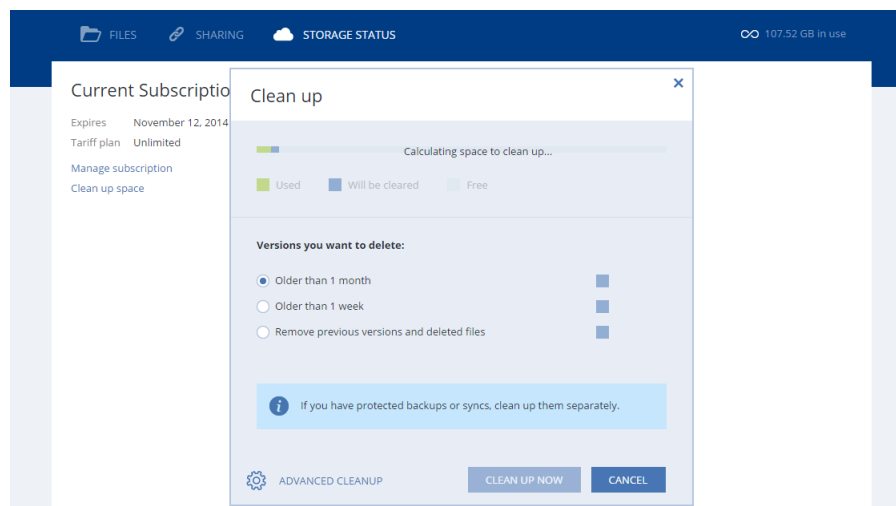 FILES SHARING STORAGE STATUS 107.52 GB in use
Current Subscriptio
Expires November 12, 2014
Tariff plan Unlimited
Manage subscription
Clean up space
Clean up
Calculating space to clean up...
Used Will be cleared Free
Versions you want to delete:
Older than 1 month
Older than 1 week
Remove previous versions and deleted files
If you have protected backups or syncs, clean up them separately.
ADVANCED CLEANUP CLEAN UP NOW CANCEL